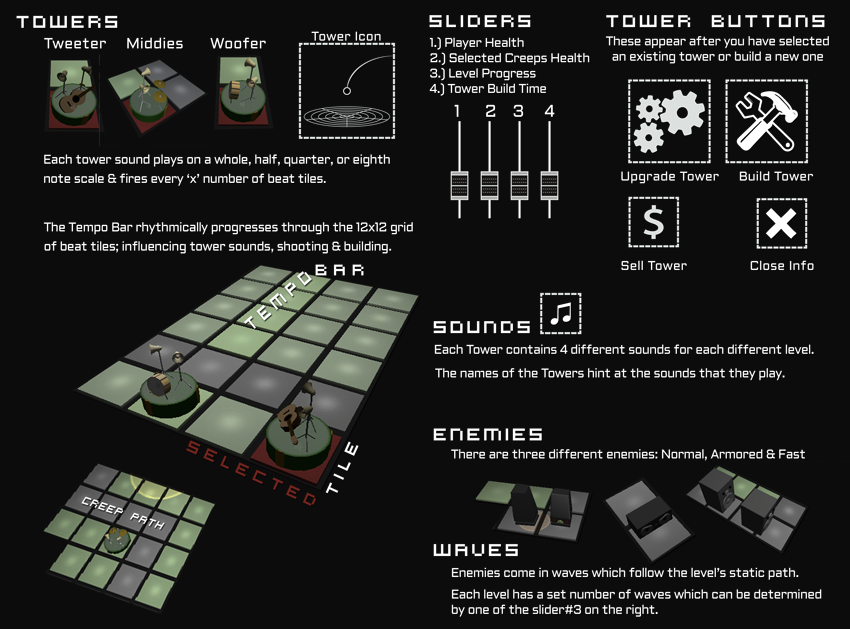 TOWERS
Tweeter
Middies
Woofer
Tower Icon
Each tower sound plays on a whole, half, quarter, or eighth
note scale & fires every ‘x’ number of beat tiles.
The Tempo Bar rhythmically progresses through the 12x12 grid
of beat tiles; influencing tower sounds, shooting & building.
TEMPO BAR
SELECTED TILE
CREEP PATH
SLIDERS
1.) Player Health
2.) Selected Creeps Health
3.) Level Progress
4.) Tower Build Time
1 2 3 4
TOWER BUTTONS
These appear after you have selected
an existing tower or build a new one
Upgrade Tower
Build Tower
$
Sell Tower
Close Info
SOUNDS
Each Tower contains 4 different sounds for each different level.
The names of the Towers hint at the sounds that they play.
ENEMIES
There are three different enemies: Normal, Armored & Fast
WAVES
Enemies come in waves which follow the level's static path.
Each level has a set number of waves which can be determined
by one of the slider#3 on the right.